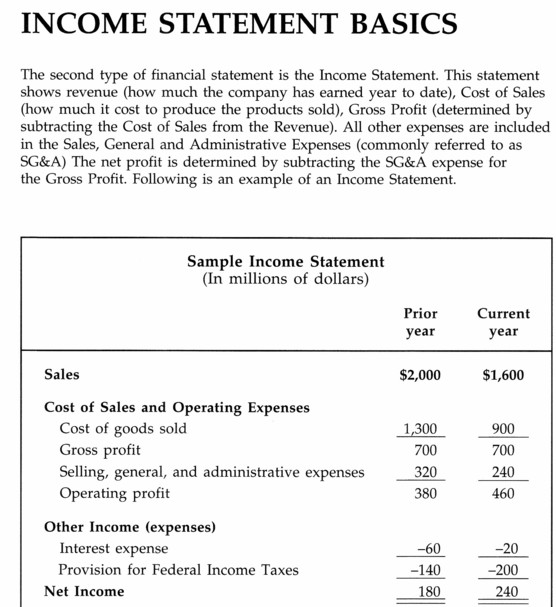 INCOME STATEMENT BASICS
The second type of financial statement is the Income Statement. This statement
shows revenue (how much the company has earned year to date), Cost of Sales
(how much it cost to produce the products sold), Gross Profit (determined by
subtracting the Cost of Sales from the Revenue). All other expenses are included
in the Sales, General and Administrative Expenses (commonly referred to as
SG&A) The net profit is determined by subtracting the SG&A expense for
the Gross Profit. Following is an example of an Income Statement.
Sample Income Statement
(In millions of dollars)
Prior Current
year year
Sales $2,000 $1,600
Cost of Sales and Operating Expenses
Cost of goods sold 1,300 900
Gross profit 700 700
Selling, general, and administrative expenses 320 240
Operating profit 380 460
Other Income (expenses)
Interest expense –60 –20
Provision for Federal Income Taxes –140 –200
Net Income 180 240